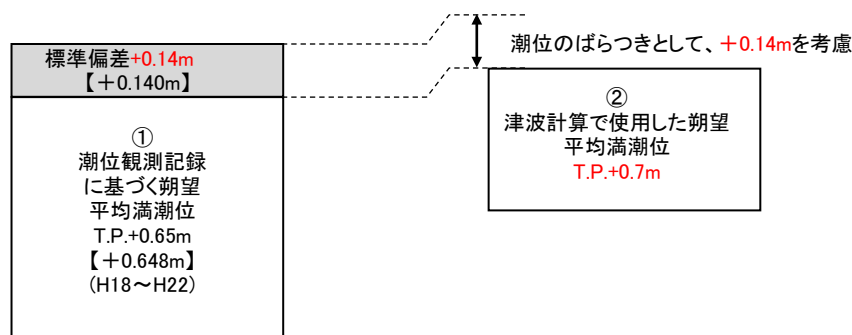 標準偏差+0.14m
【＋0.140m】
①
潮位観測記録
に基づく朔望
平均満潮位
T.P.+0.65m
【＋0.648m】
(H18～H22)
潮位のばらつきとして、＋0.14mを考慮
②
津波計算で使用した朔望
平均満潮位
T.P.+0.7m